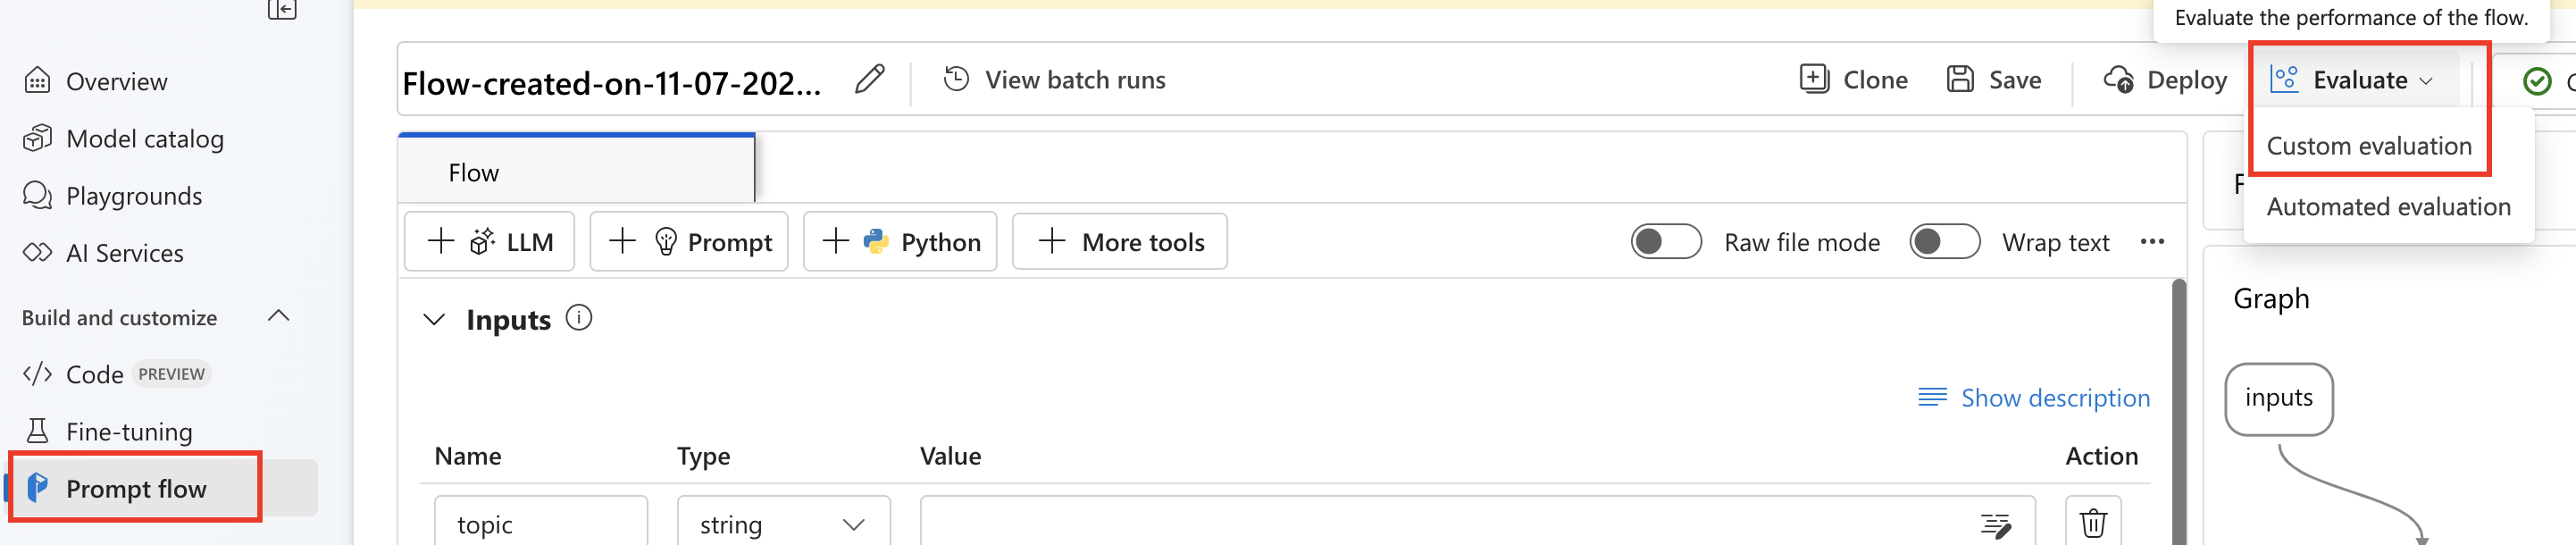 Evaluate the performance of the flow.
Overview
Model catalog
Playgrounds
AI Services
Build and customize
Code PREVIEW
Fine-tuning
Prompt flow
Flow-created-on-11-07-202...
View batch runs
Clone
Save
Deploy
Evaluate
Custom evaluation
Automated evaluation
Flow
LLM
Prompt
Python
More tools
Raw file mode
Wrap text
Inputs
Show description
Name Type Value Action
topic string
Graph
inputs